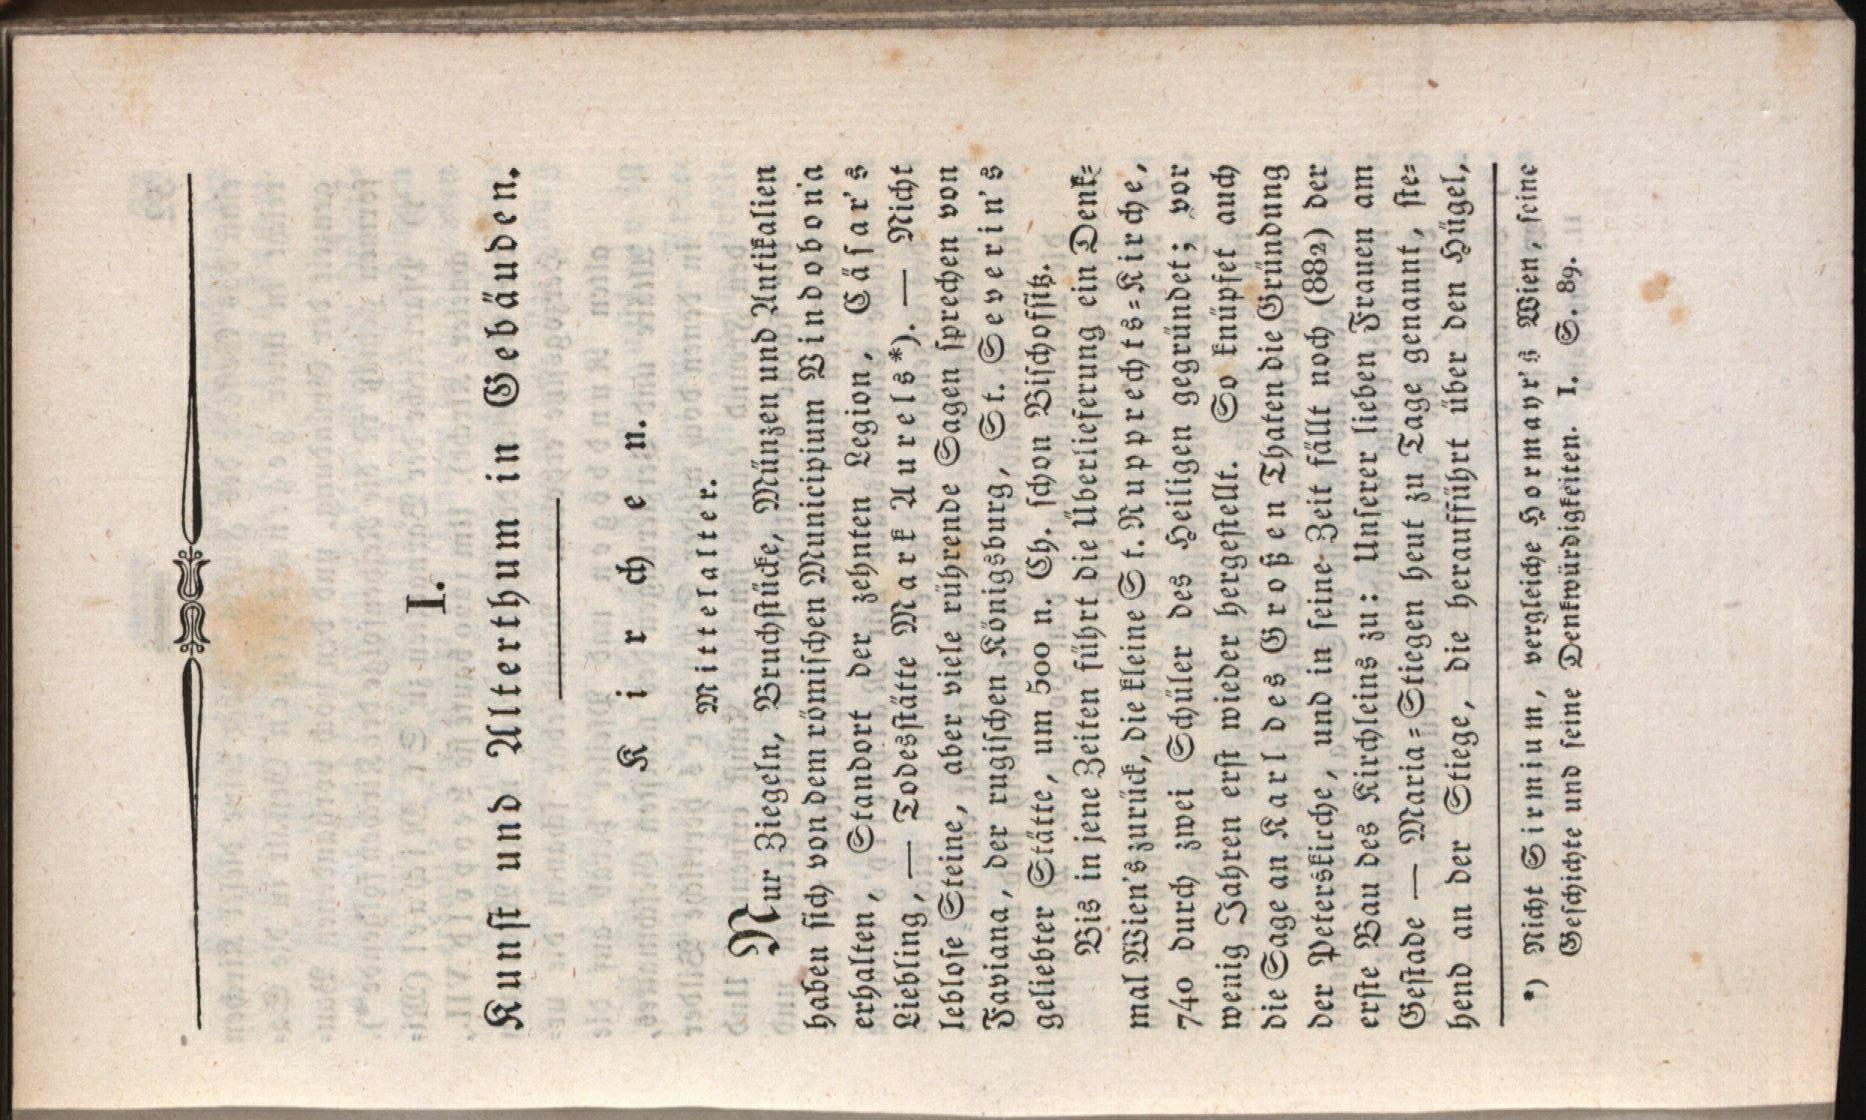 I.
Kunst und Alterthum in Gebäuden.
Kirchen.
Mittelalter.
Nur Ziegeln, Bruchstücke, Münzen und Antikalien
haben sich von dem römischen Municipium Windobona
erhalten, Standort der zehnten Legion, Cäsar's
Liebling, — Todesstätte Mark Aurels*). — Nicht
leblose Steine, aber viele rührende Sagen sprechen von
Faviana, der rugischen Königsburg, St. Severin's
geliebter Stätte, um 500 n. Ch. schon Bischofsitz.
Bis in jene Zeiten führt die Überlieferung ein Denk-
mal Wien's zurück, die kleine St. Rupprechts-Kirche,
740 durch zwei Schüler des Heiligen gegründet; vor
wenig Jahren erst wieder hergestellt. So knüpfet auch
die Sage an Karl des Großen Thaten die Gründung
der Peterskirche, und in seine Zeit fällt noch (882) der
erste Bau des Kirchleins zu: Unserer lieben Frauen am
Gestade — Maria-Stiegen heut zu Tage genannt, ste-
hend an der Stiege, die heraufführt über den Hügel,
*) Nicht Sirmium, vergleiche Hormayr's Wien, seine
Geschichte und seine Denkwürdigkeiten. I. S. 89.